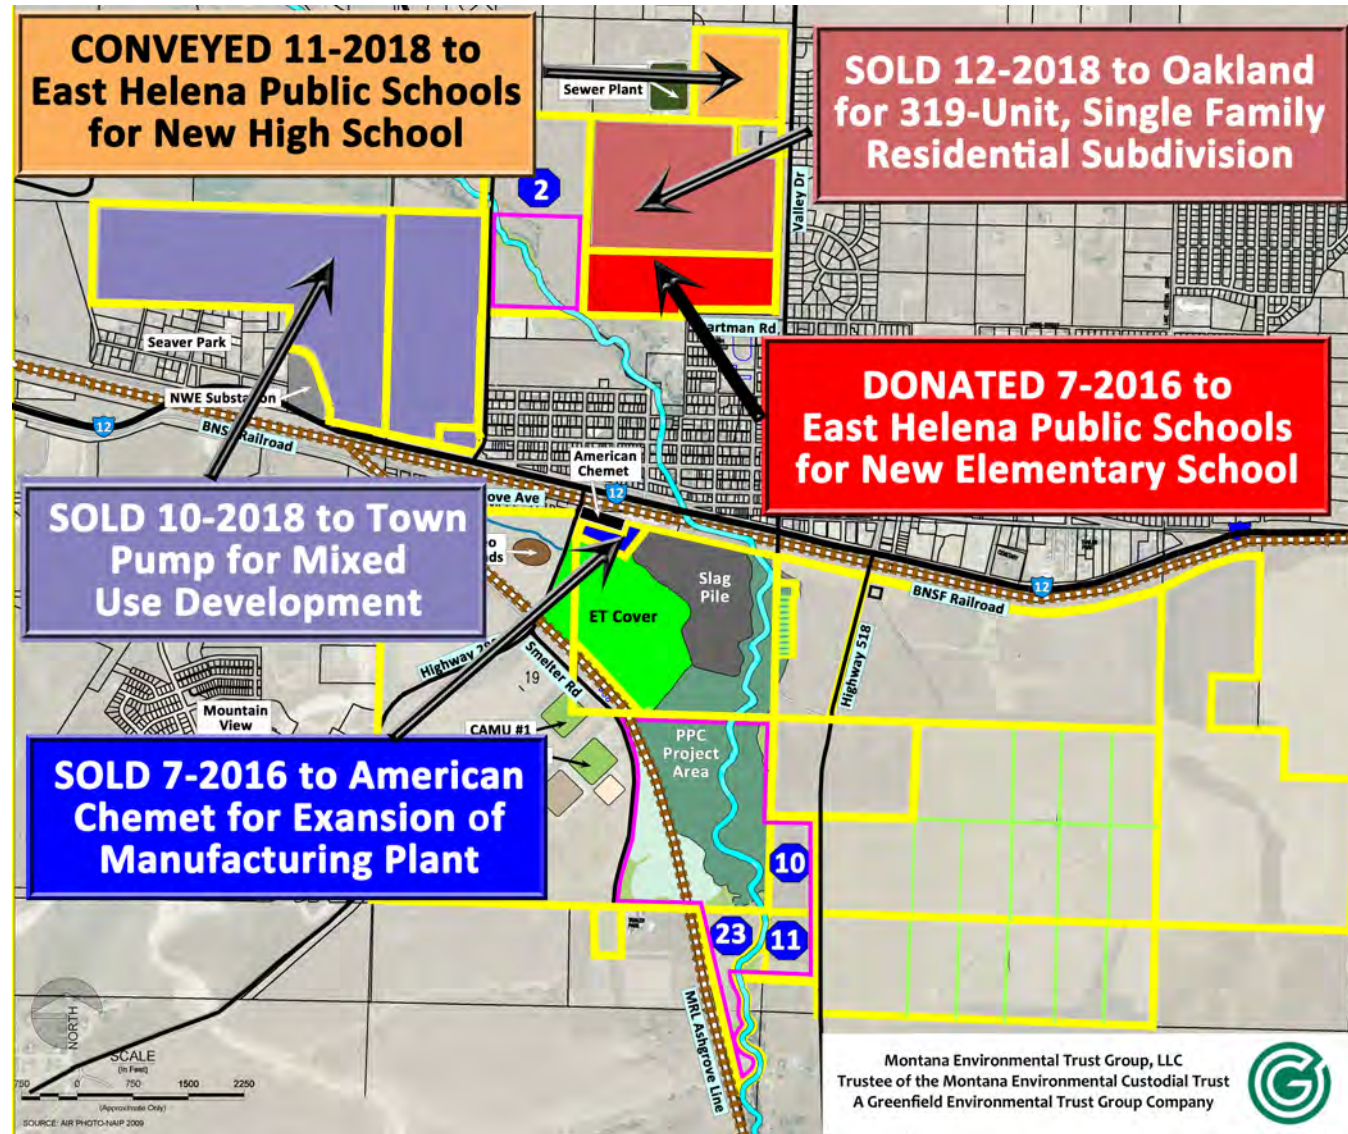 CONVEYED 11-2018 to
East Helena Public Schools
for New High School
Sewer Plant
SOLD 12-2018 to Oakland
for 319-Unit, Single Family
Residential Subdivision
2
Valley Dr
Seaver Park
artman Rd
NWE Substation
12
BNSF Railroad
DONATED 7-2016 to
East Helena Public Schools
for New Elementary School
American
Chemet
12
ove Ave
SOLD 10-2018 to Town
Pump for Mixed
Use Development
Slag
Pile
ET Cover
12
BNSF Railroad
Highway 518
Smelter Rd
19
Mountain
View
CAMU #1
PPC
Project
Area
SOLD 7-2016 to American
Chemet for Exansion of
Manufacturing Plant
10
23
11
MRL Ashgrove Line
NORTH
SCALE
(In Feet)
750 0 750 1500 2250
(Approximate Only)
SOURCE: AIR PHOTO-NAIP 2009
Montana Environmental Trust Group, LLC
Trustee of the Montana Environmental Custodial Trust
A Greenfield Environmental Trust Group Company